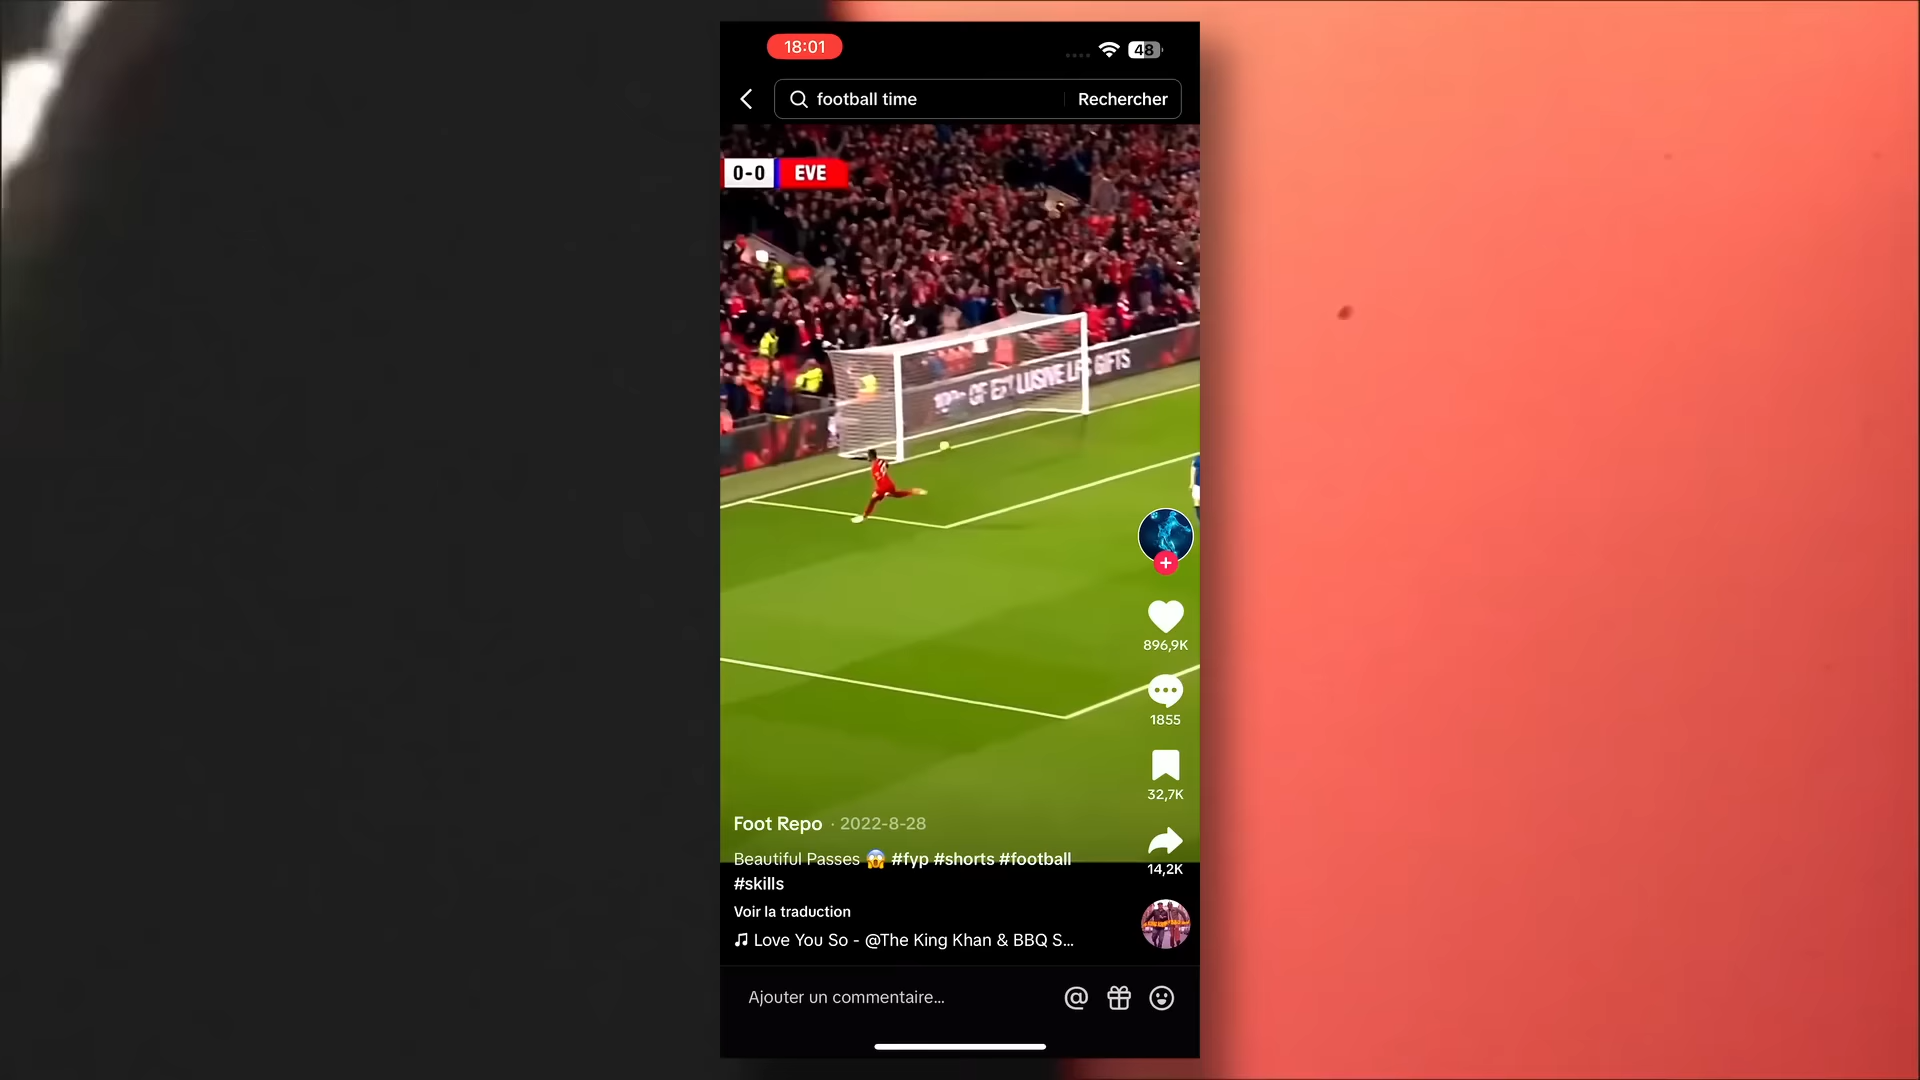 18:01
48
football time
Rechercher
0-0 EVE
GIFTS
896,9K
1855
32,7K
14,2K
Foot Repo · 2022-8-28
Beautiful Passes 😱 #fyp #shorts #football
#skills
Voir la traduction
Love You So - @The King Khan & BBQ S...
Ajouter un commentaire...